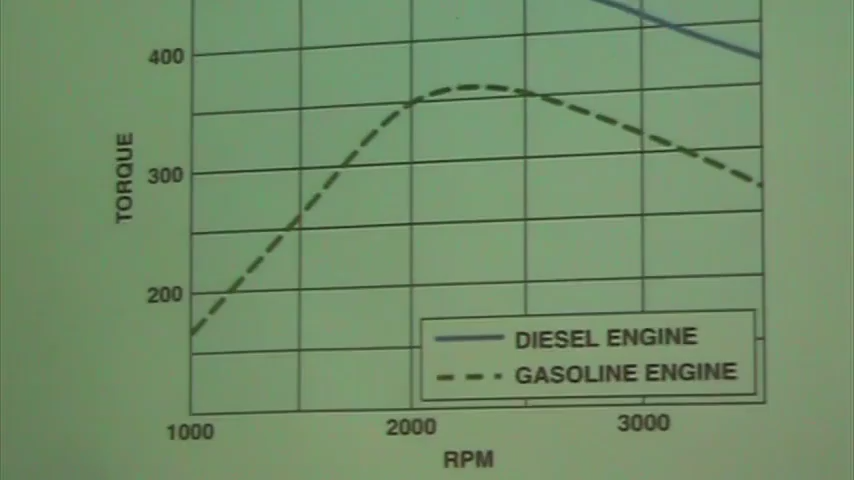 400
300
200
TORQUE
DIESEL ENGINE
GASOLINE ENGINE
1000
2000
3000
RPM